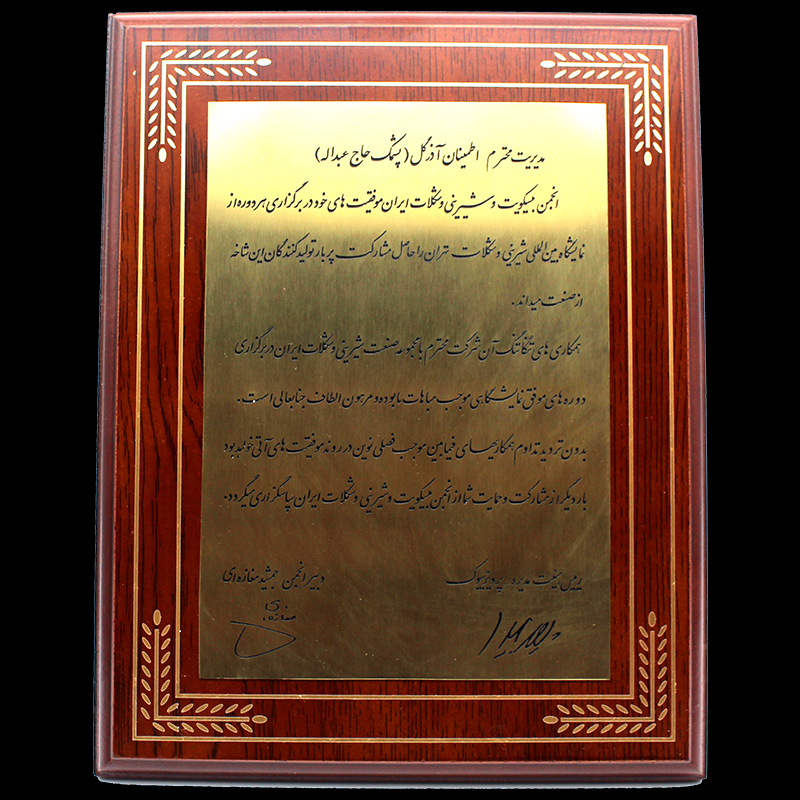 مدیریت محترم اطمینان آذرگل (پشمک حاج عبداله)
انجمن بیسکویت و شیرینی و شکلات ایران موفقیت های خود در برگزاری هر دوره از
نمایشگاه بین المللی شیرینی و شکلات تهران را حاصل مشارکت پربار تولیدکنندگان این شاخه
از صنعت میداند.
همکاری های تنگاتنگ آن شرکت محترم با مجموعه صنعت شیرینی و شکلات ایران در برگزاری
دوره های موفق نمایشگاهی موجب مباهات ما بوده و مرهون الطاف جنابعالی است.
بدون تردید تداوم همکاریهای فیمابین موجب فصلی نوین در روند موفقیت های آتی خواهد بود
بار دیگر از مشارکت و حمایت شما از انجمن بیسکویت و شیرینی و شکلات ایران سپاسگزاری میگردد.
رییس هیئت مدیره پرویز دبیر انجمن جمشید مغازه ای